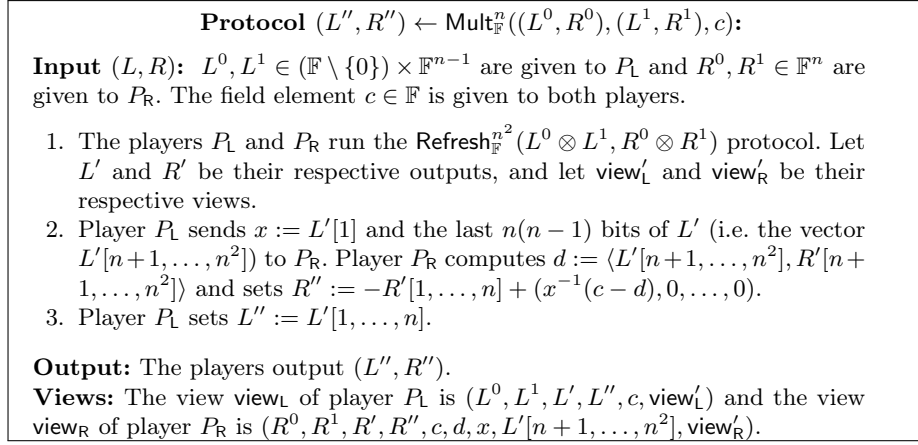 Protocol (L″, R″) ← Mult^n_𝔽((L^0, R^0), (L^1, R^1), c):
Input (L, R): L^0, L^1 ∈ (𝔽 \ {0}) × 𝔽^{n−1} are given to P_L and R^0, R^1 ∈ 𝔽^n are
given to P_R. The field element c ∈ 𝔽 is given to both players.
1. The players P_L and P_R run the Refresh^{n^2}_𝔽(L^0 ⊗ L^1, R^0 ⊗ R^1) protocol. Let
L′ and R′ be their respective outputs, and let view′_L and view′_R be their
respective views.
2. Player P_L sends x := L′[1] and the last n(n − 1) bits of L′ (i.e. the vector
L′[n+1, . . . , n^2]) to P_R. Player P_R computes d := ⟨L′[n+1, . . . , n^2], R′[n+
1, . . . , n^2]⟩ and sets R″ := −R′[1, . . . , n] + (x^{−1}(c − d), 0, . . . , 0).
3. Player P_L sets L″ := L′[1, . . . , n].
Output: The players output (L″, R″).
Views: The view view_L of player P_L is (L^0, L^1, L′, L″, c, view′_L) and the view
view_R of player P_R is (R^0, R^1, R′, R″, c, d, x, L′[n + 1, . . . , n^2], view′_R).